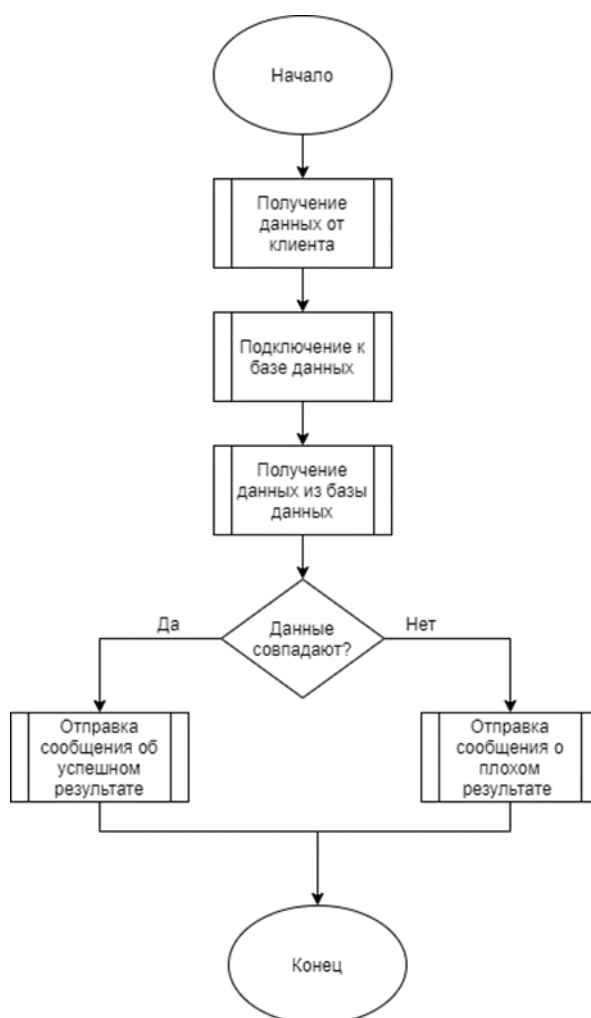 Начало
Получение
данных от
клиента
Подключение к
базе данных
Получение
данных из базы
данных
Данные
совпадают?
Да
Нет
Отправка
сообщения об
успешном
результате
Отправка
сообщения о
плохом
результате
Конец